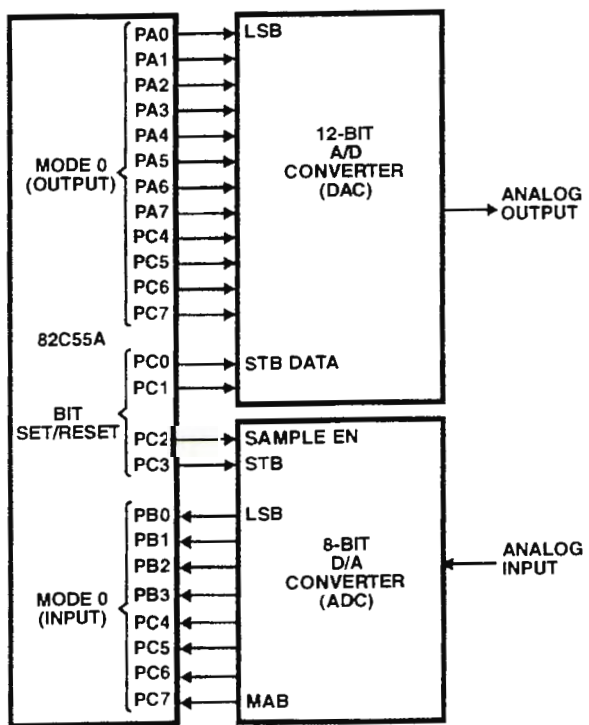 PA0
PA1
PA2
PA3
PA4
PA5
PA6
PA7
PC4
PC5
PC6
PC7
MODE 0
(OUTPUT)
LSB
12-BIT
A/D
CONVERTER
(DAC)
ANALOG
OUTPUT
82C55A
PC0
PC1
PC2
PC3
BIT
SET/RESET
STB DATA
SAMPLE EN
STB
PB0
PB1
PB2
PB3
PC4
PC5
PC6
PC7
MODE 0
(INPUT)
LSB
8-BIT
D/A
CONVERTER
(ADC)
MAB
ANALOG
INPUT